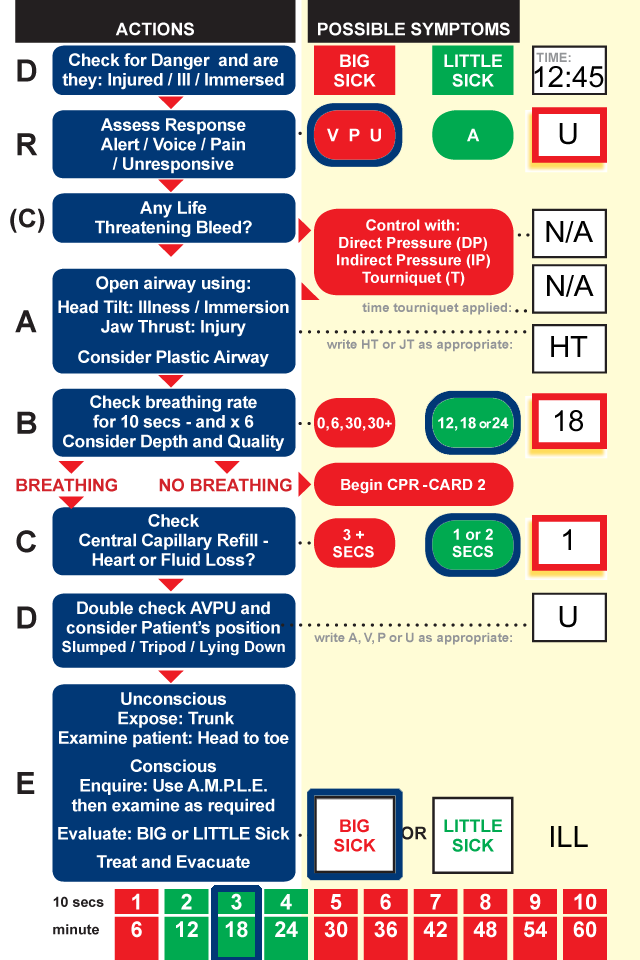 ACTIONS
POSSIBLE SYMPTOMS
D
Check for Danger and are
they: Injured / Ill / Immersed
BIG
SICK
LITTLE
SICK
TIME:
12:45
R
Assess Response
Alert / Voice / Pain
/ Unresponsive
V P U
A
U
(C)
Any Life
Threatening Bleed?
Control with:
Direct Pressure (DP)
Indirect Pressure (IP)
Tourniquet (T)
N/A
time tourniquet applied:
N/A
A
Open airway using:
Head Tilt: Illness / Immersion
Jaw Thrust: Injury
Consider Plastic Airway
write HT or JT as appropriate:
HT
B
Check breathing rate
for 10 secs - and x 6
Consider Depth and Quality
0,6,30,30+
12,18 or 24
18
BREATHING
NO BREATHING
Begin CPR -CARD 2
C
Check
Central Capillary Refill -
Heart or Fluid Loss?
3 +
SECS
1 or 2
SECS
1
D
Double check AVPU and
consider Patient's position
Slumped / Tripod / Lying Down
write A, V, P or U as appropriate:
U
E
Unconscious
Expose: Trunk
Examine patient: Head to toe
Conscious
Enquire: Use A.M.P.L.E.
then examine as required
Evaluate: BIG or LITTLE Sick
Treat and Evacuate
BIG
SICK
OR
LITTLE
SICK
ILL
10 secs 1 2 3 4 5 6 7 8 9 10
minute 6 12 18 24 30 36 42 48 54 60